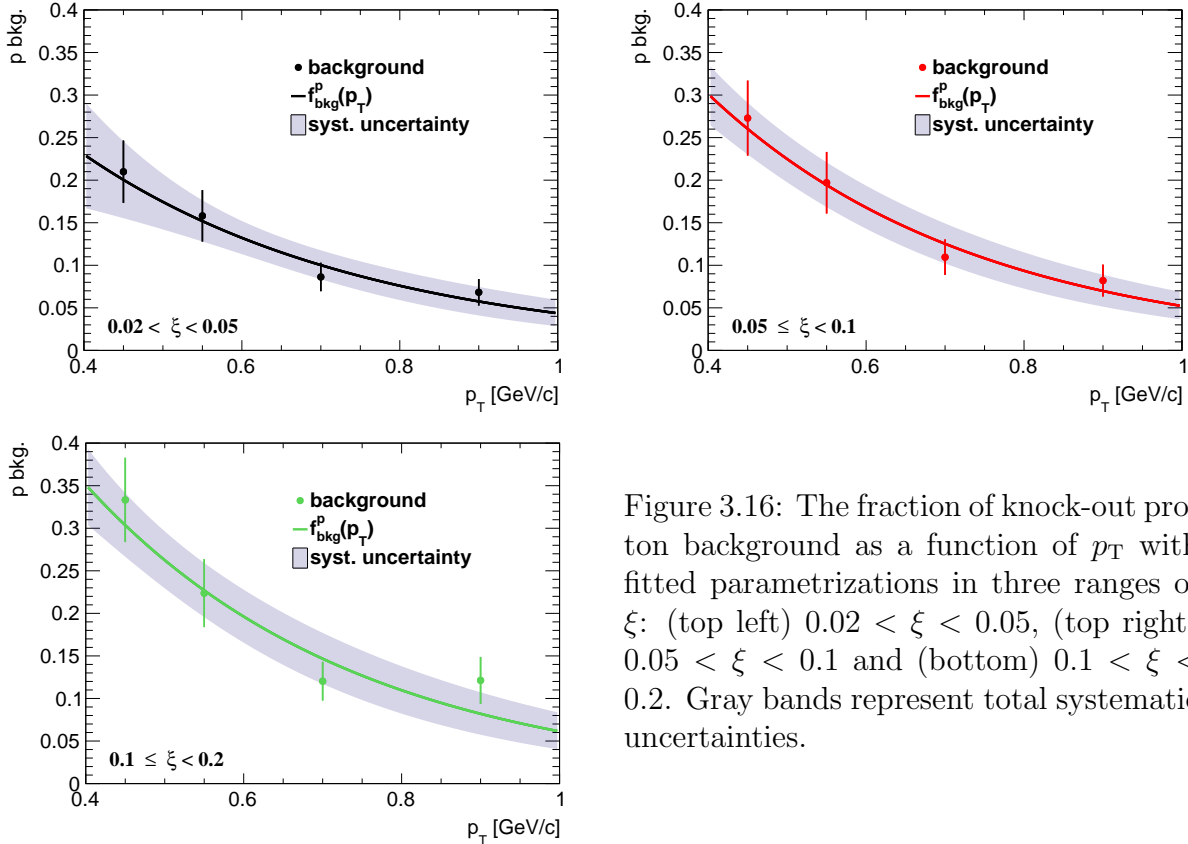 p bkg.
0.4
0.35
0.3
0.25
0.2
0.15
0.1
0.05
0
background
f^p_bkg(p_T)
syst. uncertainty
0.02 < ξ < 0.05
0.4 0.6 0.8 1
p_T [GeV/c]
p bkg.
0.4
0.35
0.3
0.25
0.2
0.15
0.1
0.05
0
background
f^p_bkg(p_T)
syst. uncertainty
0.05 ≤ ξ < 0.1
0.4 0.6 0.8 1
p_T [GeV/c]
p bkg.
0.4
0.35
0.3
0.25
0.2
0.15
0.1
0.05
0
background
f^p_bkg(p_T)
syst. uncertainty
0.1 ≤ ξ < 0.2
0.4 0.6 0.8 1
p_T [GeV/c]
Figure 3.16: The fraction of knock-out pro
ton background as a function of p_T with
fitted parametrizations in three ranges o
ξ: (top left) 0.02 < ξ < 0.05, (top right
0.05 < ξ < 0.1 and (bottom) 0.1 < ξ <
0.2. Gray bands represent total systemati
uncertainties.